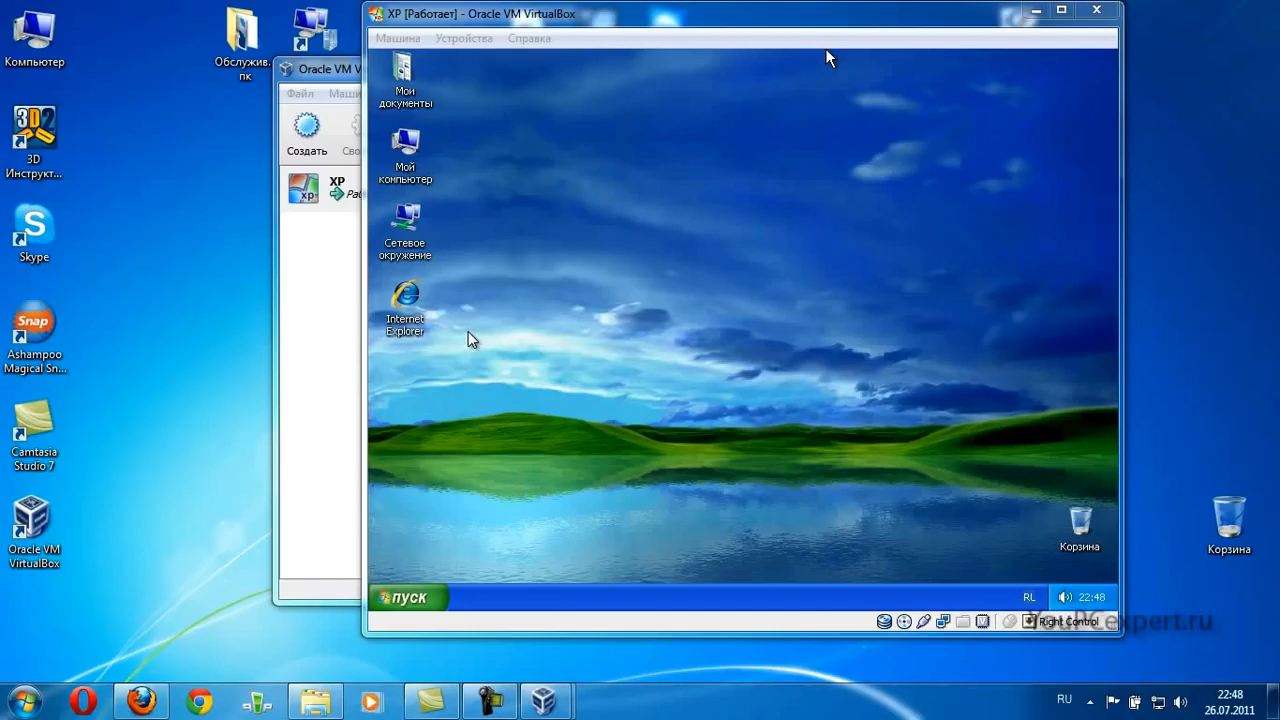 Компьютер
3D
Инструкт...
Skype
Snap
Ashampoo
Magical Sn...
Camtasia
Studio 7
Oracle VM
VirtualBox
Обслужив.
пк
Oracle VM V
Файл Маши
Создать Сво
XP
Раб
XP [Работает] - Oracle VM VirtualBox
Машина Устройства Справка
Мои
документы
Мой
компьютер
Сетевое
окружение
Internet
Explorer
Корзина
пуск
RL 22:48
Right Control
YouPCexpert.ru
Корзина
RU
22:48
26.07.2011